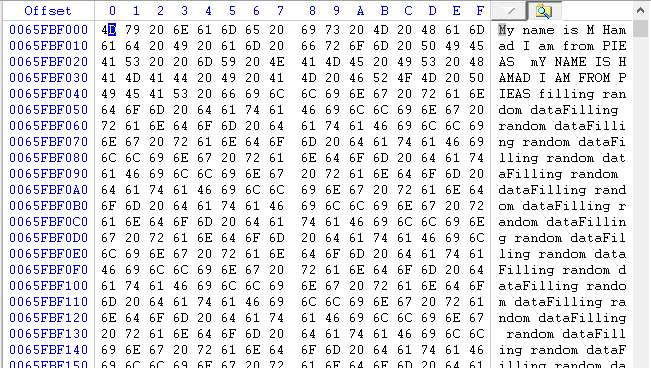 Offset 0 1 2 3 4 5 6 7 8 9 A B C D E F
0065FBF000 4D 79 20 6E 61 6D 65 20 69 73 20 4D 20 48 61 6D My name is M Ham
0065FBF010 61 64 20 49 20 61 6D 20 66 72 6F 6D 20 50 49 45 ad I am from PIE
0065FBF020 41 53 20 20 6D 59 20 4E 41 4D 45 20 49 53 20 48 AS  mY NAME IS H
0065FBF030 41 4D 41 44 20 49 20 41 4D 20 46 52 4F 4D 20 50 AMAD I AM FROM P
0065FBF040 49 45 41 53 20 66 69 6C 6C 69 6E 67 20 72 61 6E IEAS filling ran
0065FBF050 64 6F 6D 20 64 61 74 61 46 69 6C 6C 69 6E 67 20 dom dataFilling
0065FBF060 72 61 6E 64 6F 6D 20 64 61 74 61 46 69 6C 6C 69 random dataFilli
0065FBF070 6E 67 20 72 61 6E 64 6F 6D 20 64 61 74 61 46 69 ng random dataFi
0065FBF080 6C 6C 69 6E 67 20 72 61 6E 64 6F 6D 20 64 61 74 lling random dat
0065FBF090 61 46 69 6C 6C 69 6E 67 20 72 61 6E 64 6F 6D 20 aFilling random
0065FBF0A0 64 61 74 61 46 69 6C 6C 69 6E 67 20 72 61 6E 64 dataFilling rand
0065FBF0B0 6F 6D 20 64 61 74 61 46 69 6C 6C 69 6E 67 20 72 om dataFilling r
0065FBF0C0 61 6E 64 6F 6D 20 64 61 74 61 46 69 6C 6C 69 6E andom dataFillin
0065FBF0D0 67 20 72 61 6E 64 6F 6D 20 64 61 74 61 46 69 6C g random dataFil
0065FBF0E0 6C 69 6E 67 20 72 61 6E 64 6F 6D 20 64 61 74 61 ling random data
0065FBF0F0 46 69 6C 6C 69 6E 67 20 72 61 6E 64 6F 6D 20 64 Filling random d
0065FBF100 61 74 61 46 69 6C 6C 69 6E 67 20 72 61 6E 64 6F ataFilling rando
0065FBF110 6D 20 64 61 74 61 46 69 6C 6C 69 6E 67 20 72 61 m dataFilling ra
0065FBF120 6E 64 6F 6D 20 64 61 74 61 46 69 6C 6C 69 6E 67 ndom dataFilling
0065FBF130 20 72 61 6E 64 6F 6D 20 64 61 74 61 46 69 6C 6C  random dataFill
0065FBF140 69 6E 67 20 72 61 6E 64 6F 6D 20 64 61 74 61 46 ing random dataF
0065FBF150 69 6C 6C 69 6E 67 20 72 61 6E 64 6F 6D 20 64 61 illing random da